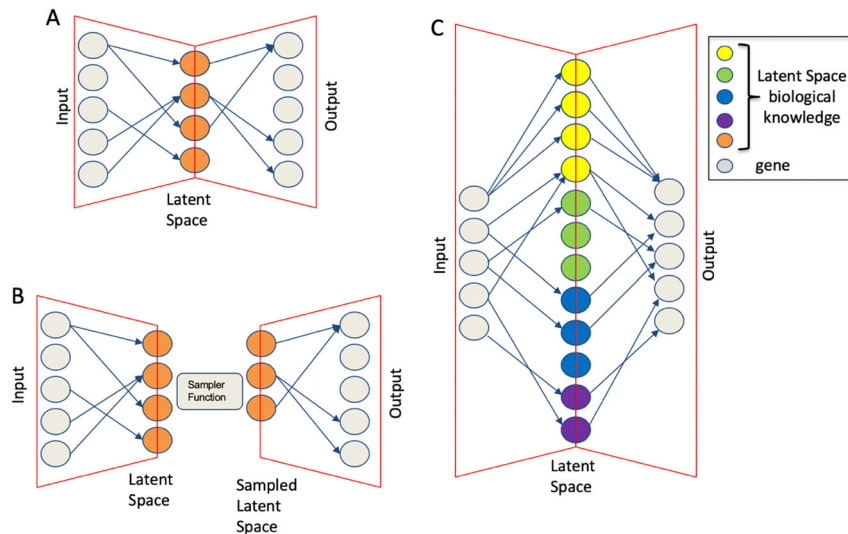 A
Input
Output
Latent
Space
B
Input
Sampler
Function
Output
Latent
Space
Sampled
Latent
Space
C
Input
Output
Latent
Space
Latent Space
biological
knowledge
gene